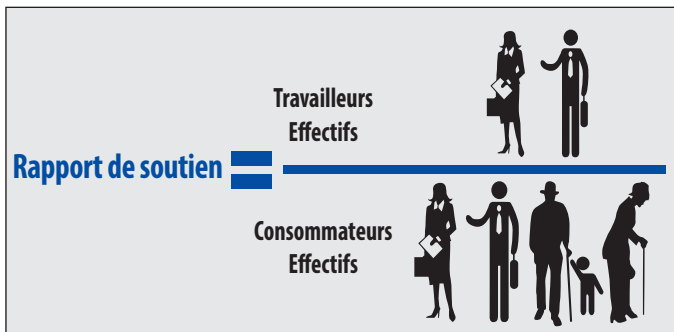 Travailleurs
Effectifs
Rapport de soutien
Consommateurs
Effectifs